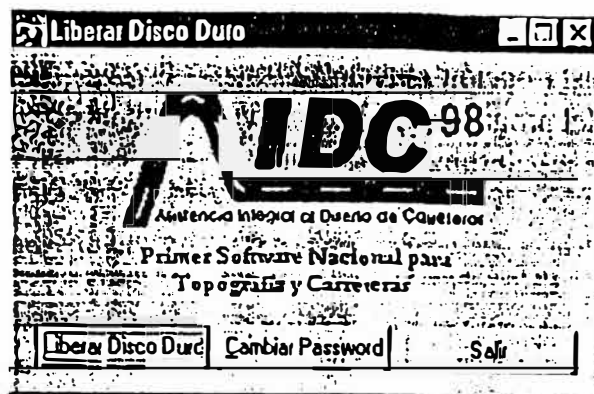 Liberar Disco Duro
AIDC-98
Asistencia Integral al Diseño de Carreteras
Primer Software Nacional para
Topografía y Carreteras
Liberar Disco Duro Cambiar Password Salir